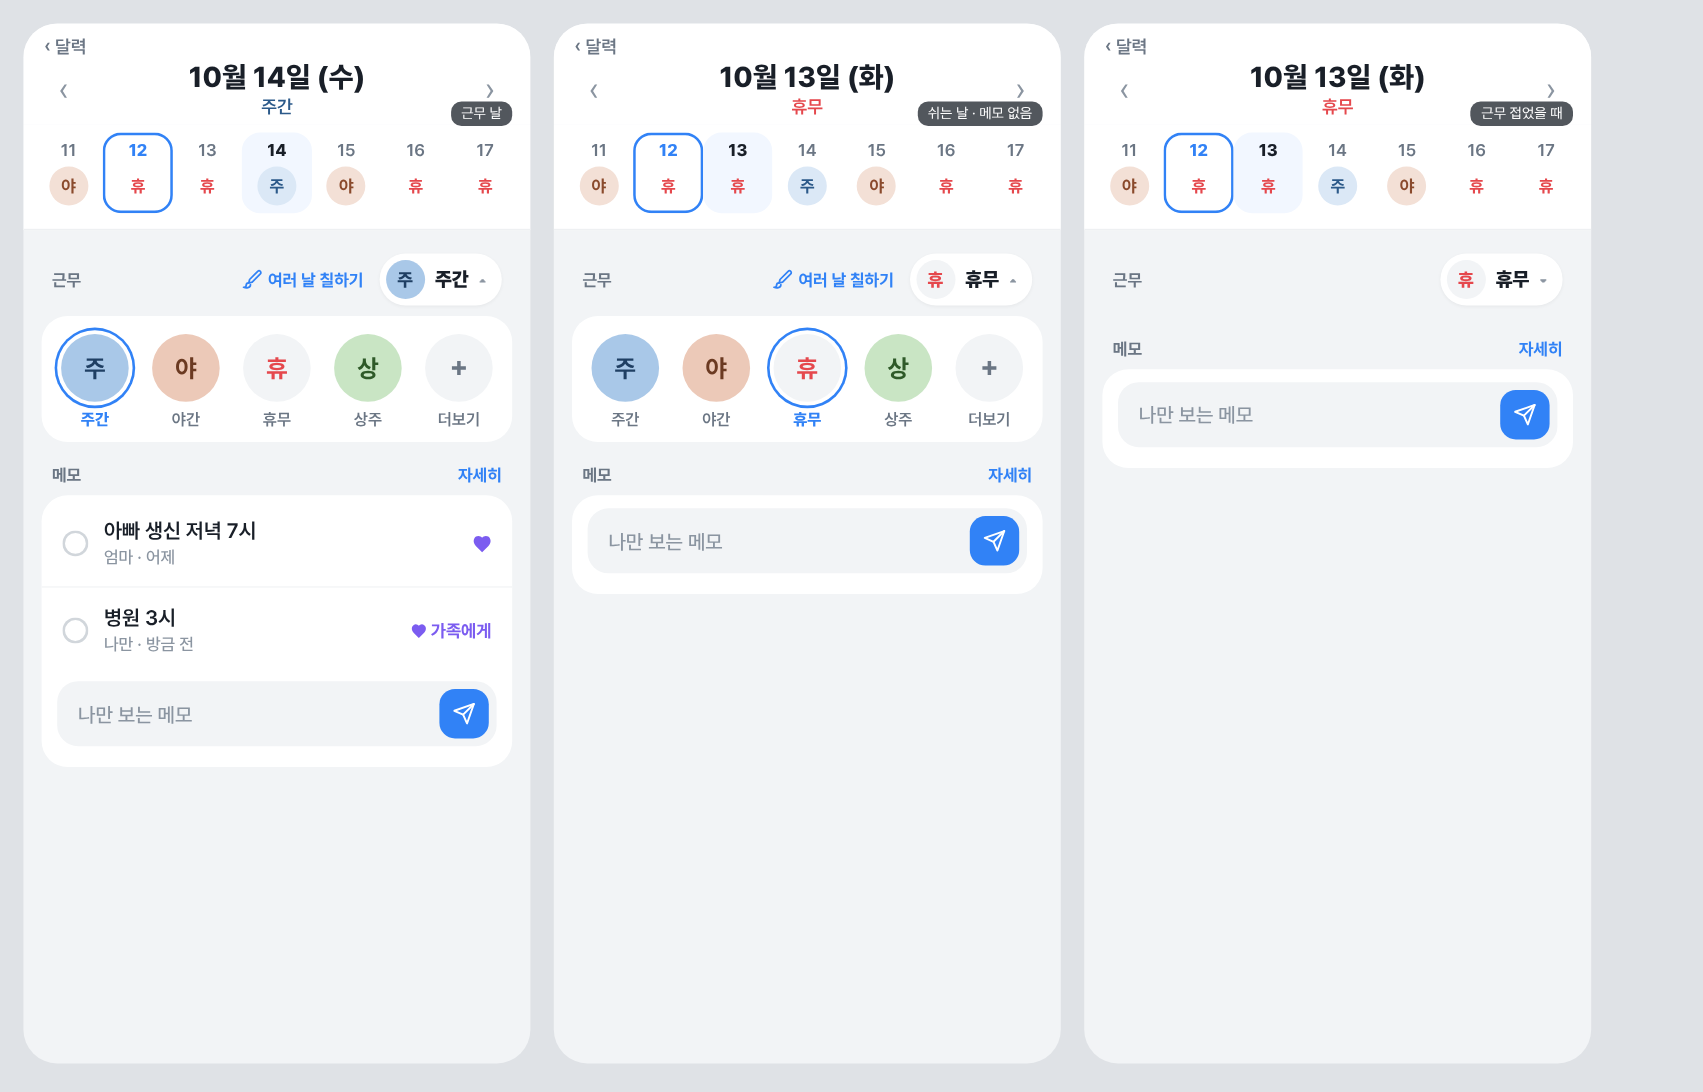 ‹ 달력
‹ 10월 14일 (수) ›
주간
근무 날
11 12 13 14 15 16 17
야 휴 휴 주 야 휴 휴
근무 여러 날 칠하기 주 주간
주 야 휴 상 +
주간 야간 휴무 상주 더보기
메모 자세히
아빠 생신 저녁 7시
엄마 · 어제
병원 3시
나만 · 방금 전
가족에게
나만 보는 메모
‹ 달력
‹ 10월 13일 (화) ›
휴무
쉬는 날 · 메모 없음
11 12 13 14 15 16 17
야 휴 휴 주 야 휴 휴
근무 여러 날 칠하기 휴 휴무
주 야 휴 상 +
주간 야간 휴무 상주 더보기
메모 자세히
나만 보는 메모
‹ 달력
‹ 10월 13일 (화) ›
휴무
근무 접었을 때
11 12 13 14 15 16 17
야 휴 휴 주 야 휴 휴
근무 휴 휴무
메모 자세히
나만 보는 메모